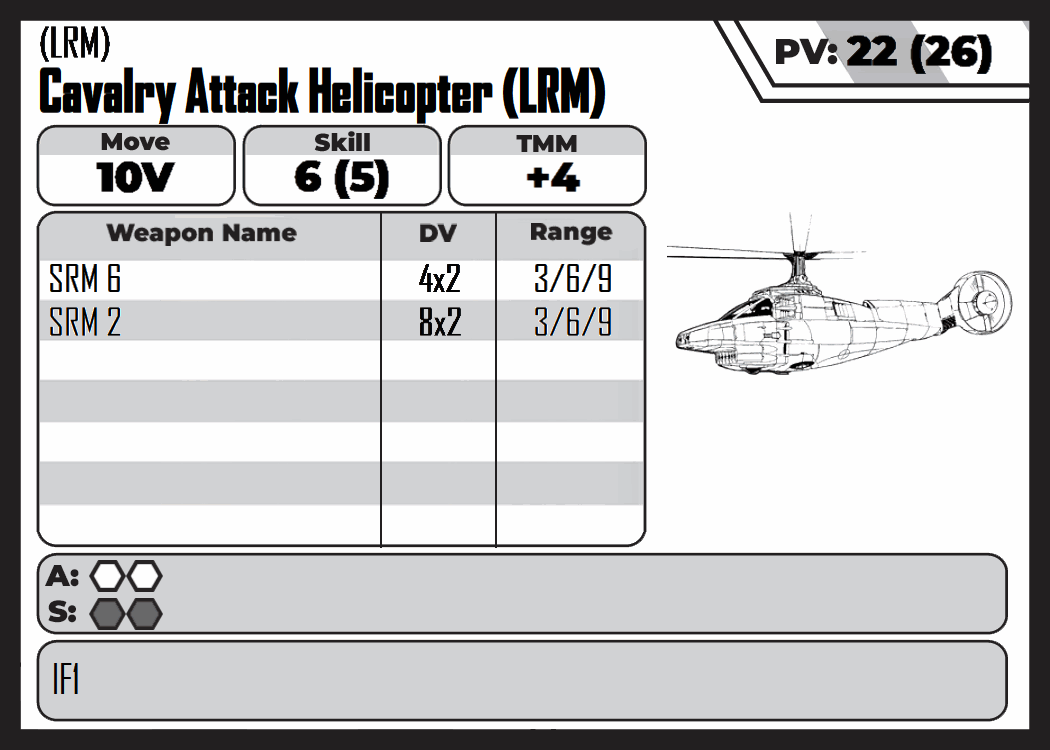 (LRM)
Cavalry Attack Helicopter (LRM)
PV: 22 (26)
Move Skill TMM
10V 6 (5) +4
Weapon Name DV Range
SRM 6 4x2 3/6/9
SRM 2 8x2 3/6/9
A:
S:
IF1